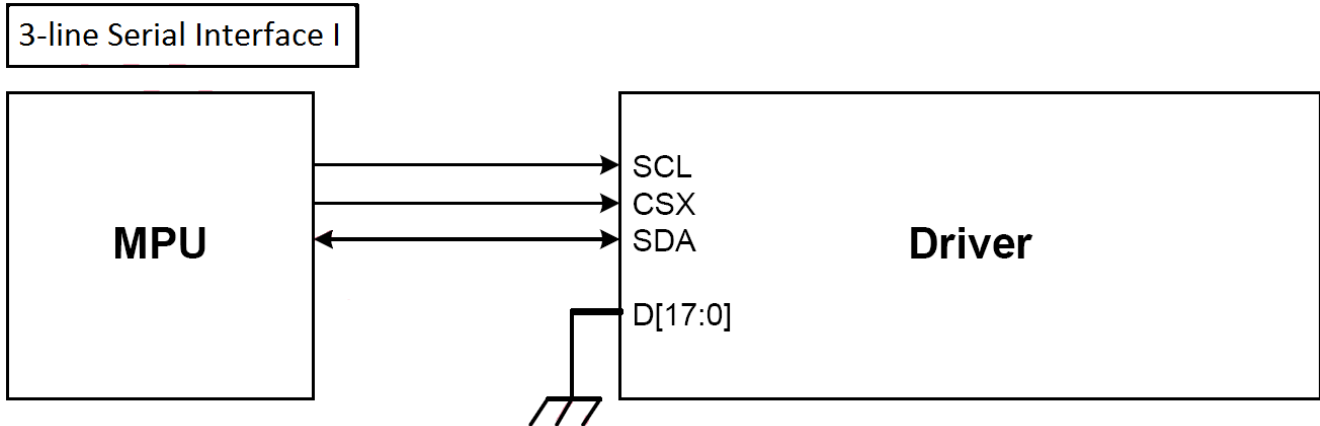 3-line Serial Interface I
MPU
SCL
CSX
SDA
Driver
D[17:0]